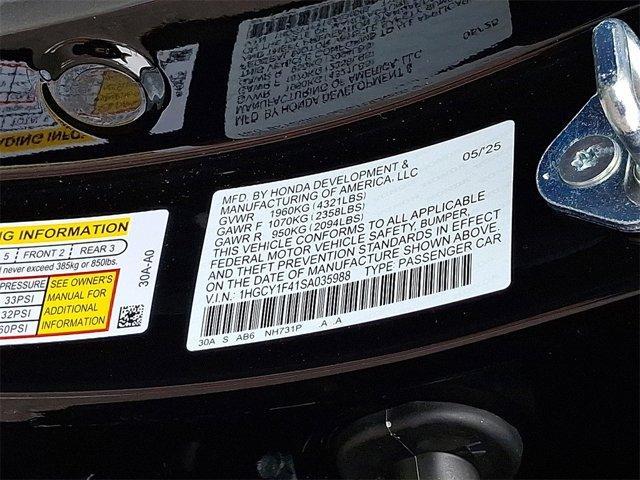 MFD. BY HONDA DEVELOPMENT &
MANUFACTURING OF AMERICA, LLC
05/'25
GVWR 1960KG (4321LBS)
GAWR F 1070KG (2358LBS)
GAWR R 950KG (2094LBS)
THIS VEHICLE CONFORMS TO ALL APPLICABLE
FEDERAL MOTOR VEHICLE SAFETY, BUMPER,
AND THEFT PREVENTION STANDARDS IN EFFECT
ON THE DATE OF MANUFACTURE SHOWN ABOVE.
V.I.N.: 1HGCY1F41SA035988 TYPE: PASSENGER CAR
30A S AB6 NH731P .A .A
INFORMATION
5 FRONT 2 REAR 3
never exceed 385kg or 850lbs.
PRESSURE
33PSI
32PSI
60PSI
SEE OWNER'S
MANUAL FOR
ADDITIONAL
INFORMATION
30A-A0